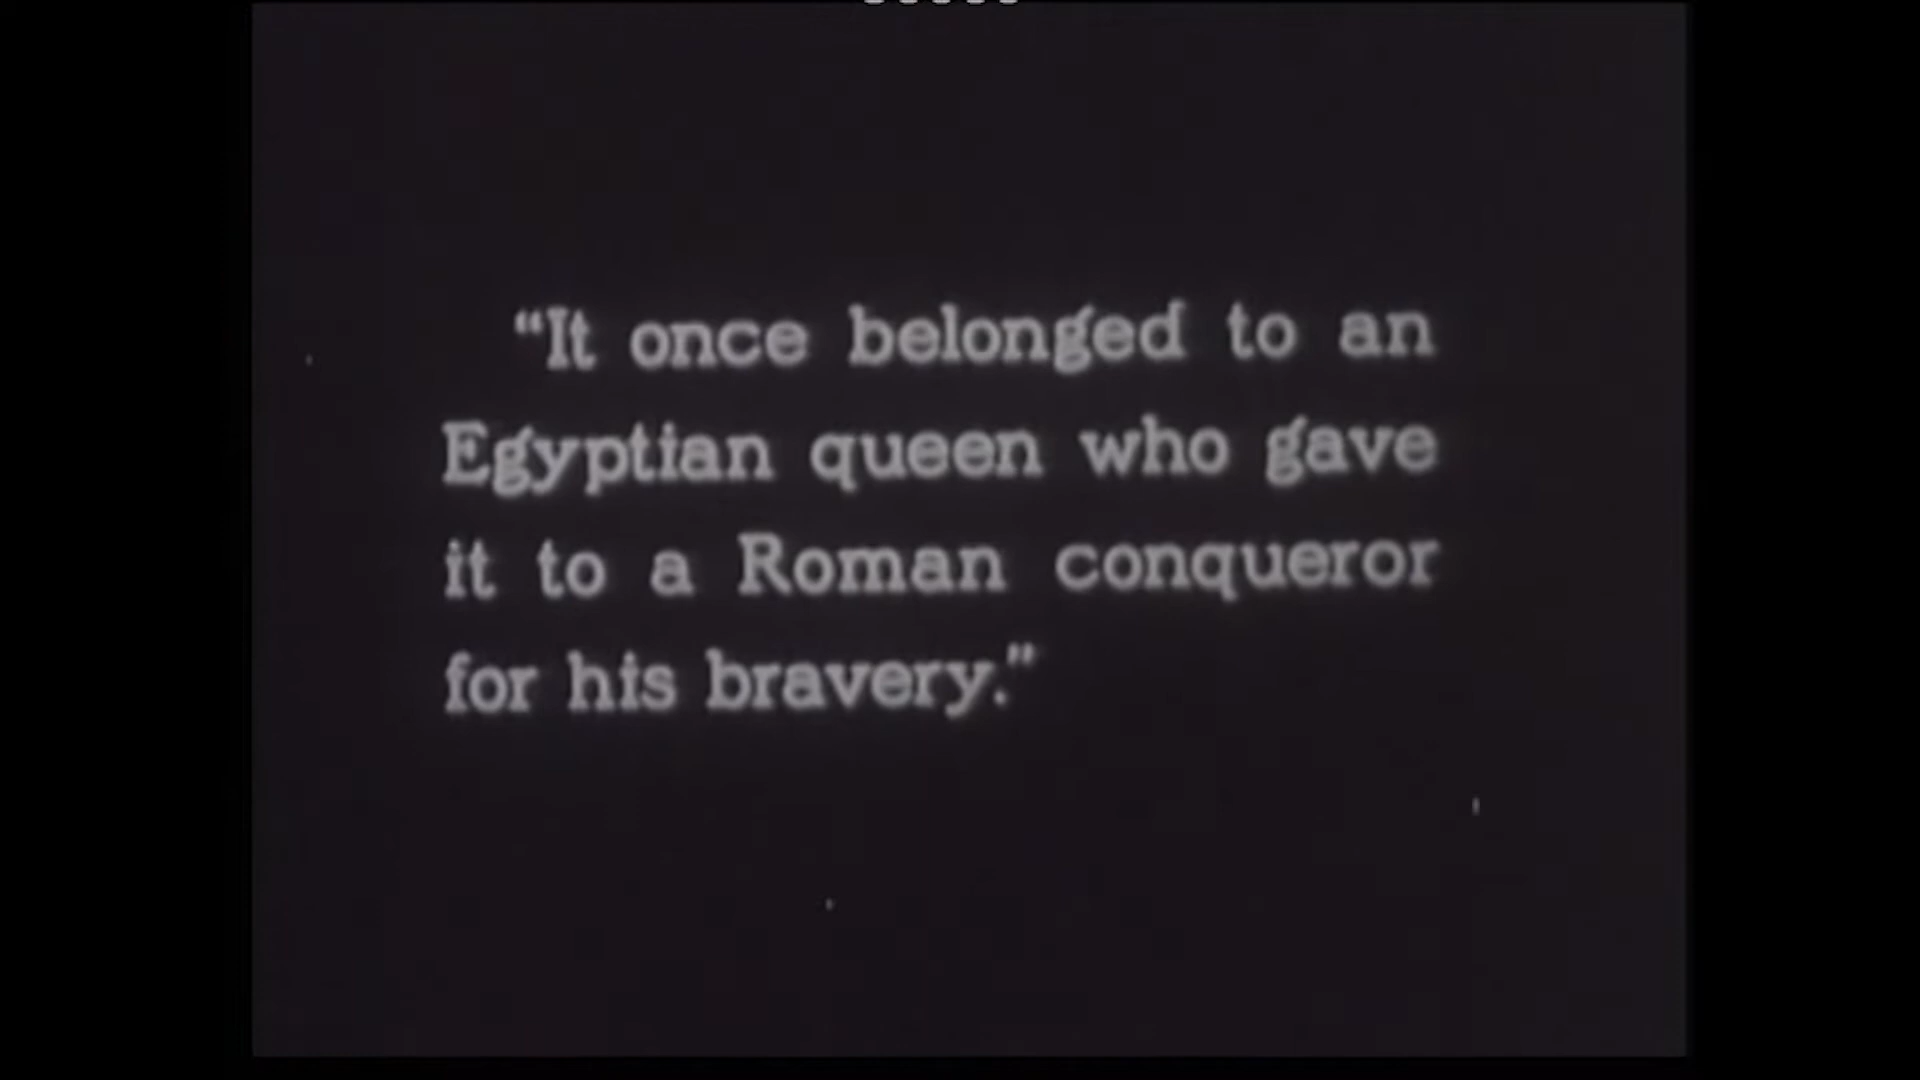 “It once belonged to an
Egyptian queen who gave
it to a Roman conqueror
for his bravery.”